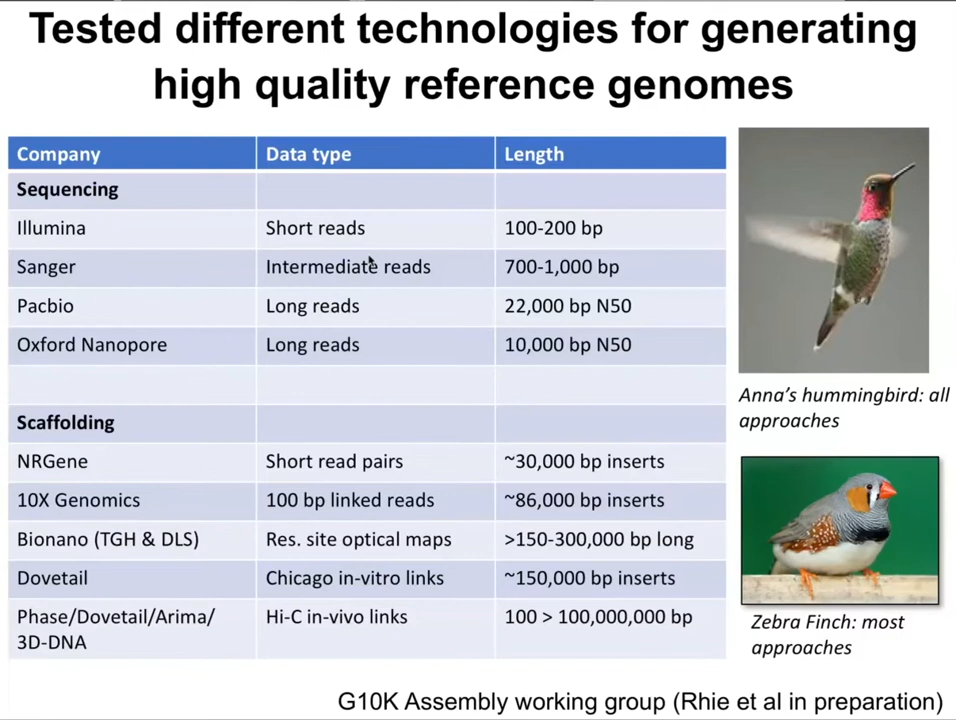 Tested different technologies for generating
high quality reference genomes
Company Data type Length
Sequencing
Illumina Short reads 100-200 bp
Sanger Intermediate reads 700-1,000 bp
Pacbio Long reads 22,000 bp N50
Oxford Nanopore Long reads 10,000 bp N50
Scaffolding
NRGene Short read pairs ~30,000 bp inserts
10X Genomics 100 bp linked reads ~86,000 bp inserts
Bionano (TGH & DLS) Res. site optical maps >150-300,000 bp long
Dovetail Chicago in-vitro links ~150,000 bp inserts
Phase/Dovetail/Arima/ Hi-C in-vivo links 100 > 100,000,000 bp
3D-DNA
Anna's hummingbird: all
approaches
Zebra Finch: most
approaches
G10K Assembly working group (Rhie et al in preparation)